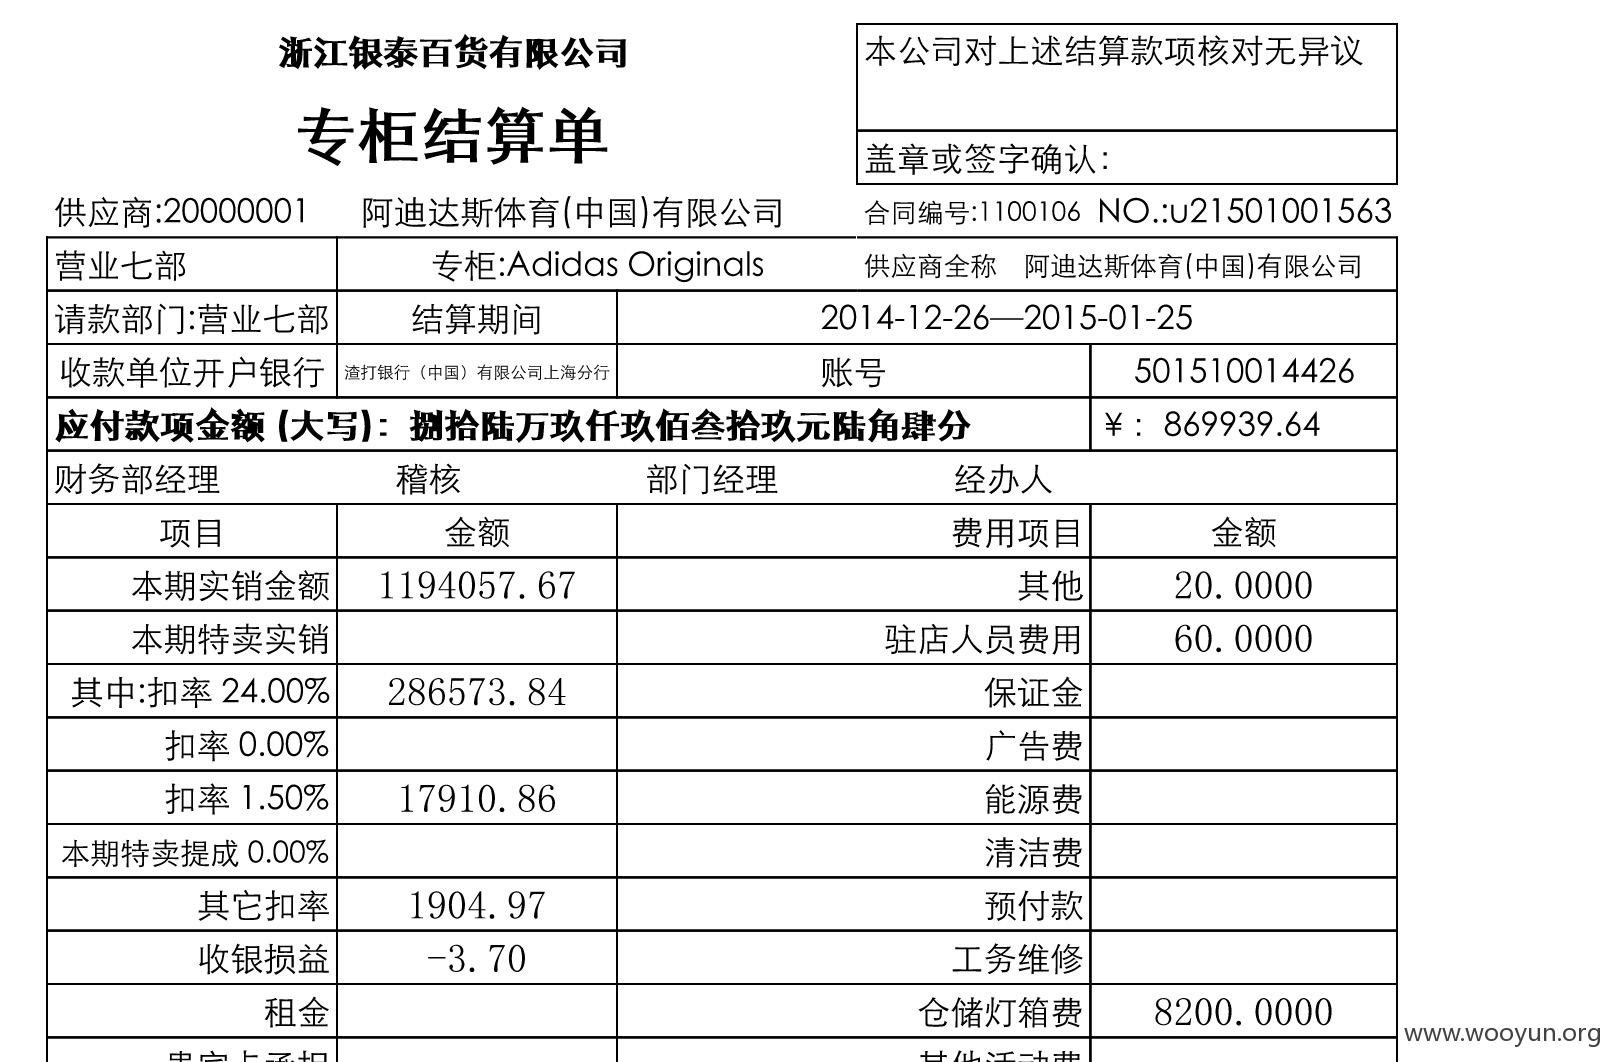 浙江银泰百货有限公司
专柜结算单
本公司对上述结算款项核对无异议
盖章或签字确认：
供应商:20000001 阿迪达斯体育(中国)有限公司 合同编号:1100106 NO.:u21501001563
营业七部 专柜:Adidas Originals 供应商全称 阿迪达斯体育(中国)有限公司
请款部门:营业七部 结算期间 2014-12-26—2015-01-25
收款单位开户银行 渣打银行（中国）有限公司上海分行 账号 501510014426
应付款项金额 (大写)： 捌拾陆万玖仟玖佰叁拾玖元陆角肆分 ￥： 869939.64
财务部经理 稽核 部门经理 经办人
项目 金额 费用项目 金额
本期实销金额 1194057.67 其他 20.0000
本期特卖实销 驻店人员费用 60.0000
其中:扣率 24.00% 286573.84 保证金
扣率 0.00% 广告费
扣率 1.50% 17910.86 能源费
本期特卖提成 0.00% 清洁费
其它扣率 1904.97 预付款
收银损益 -3.70 工务维修
租金 仓储灯箱费 8200.0000
贵宾卡承担 其他活动费
www.wooyun.org